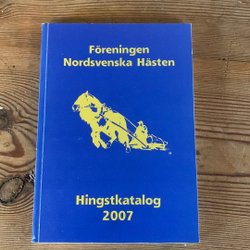 Föreningen
Nordsvenska Hästen
Hingstkatalog
2007